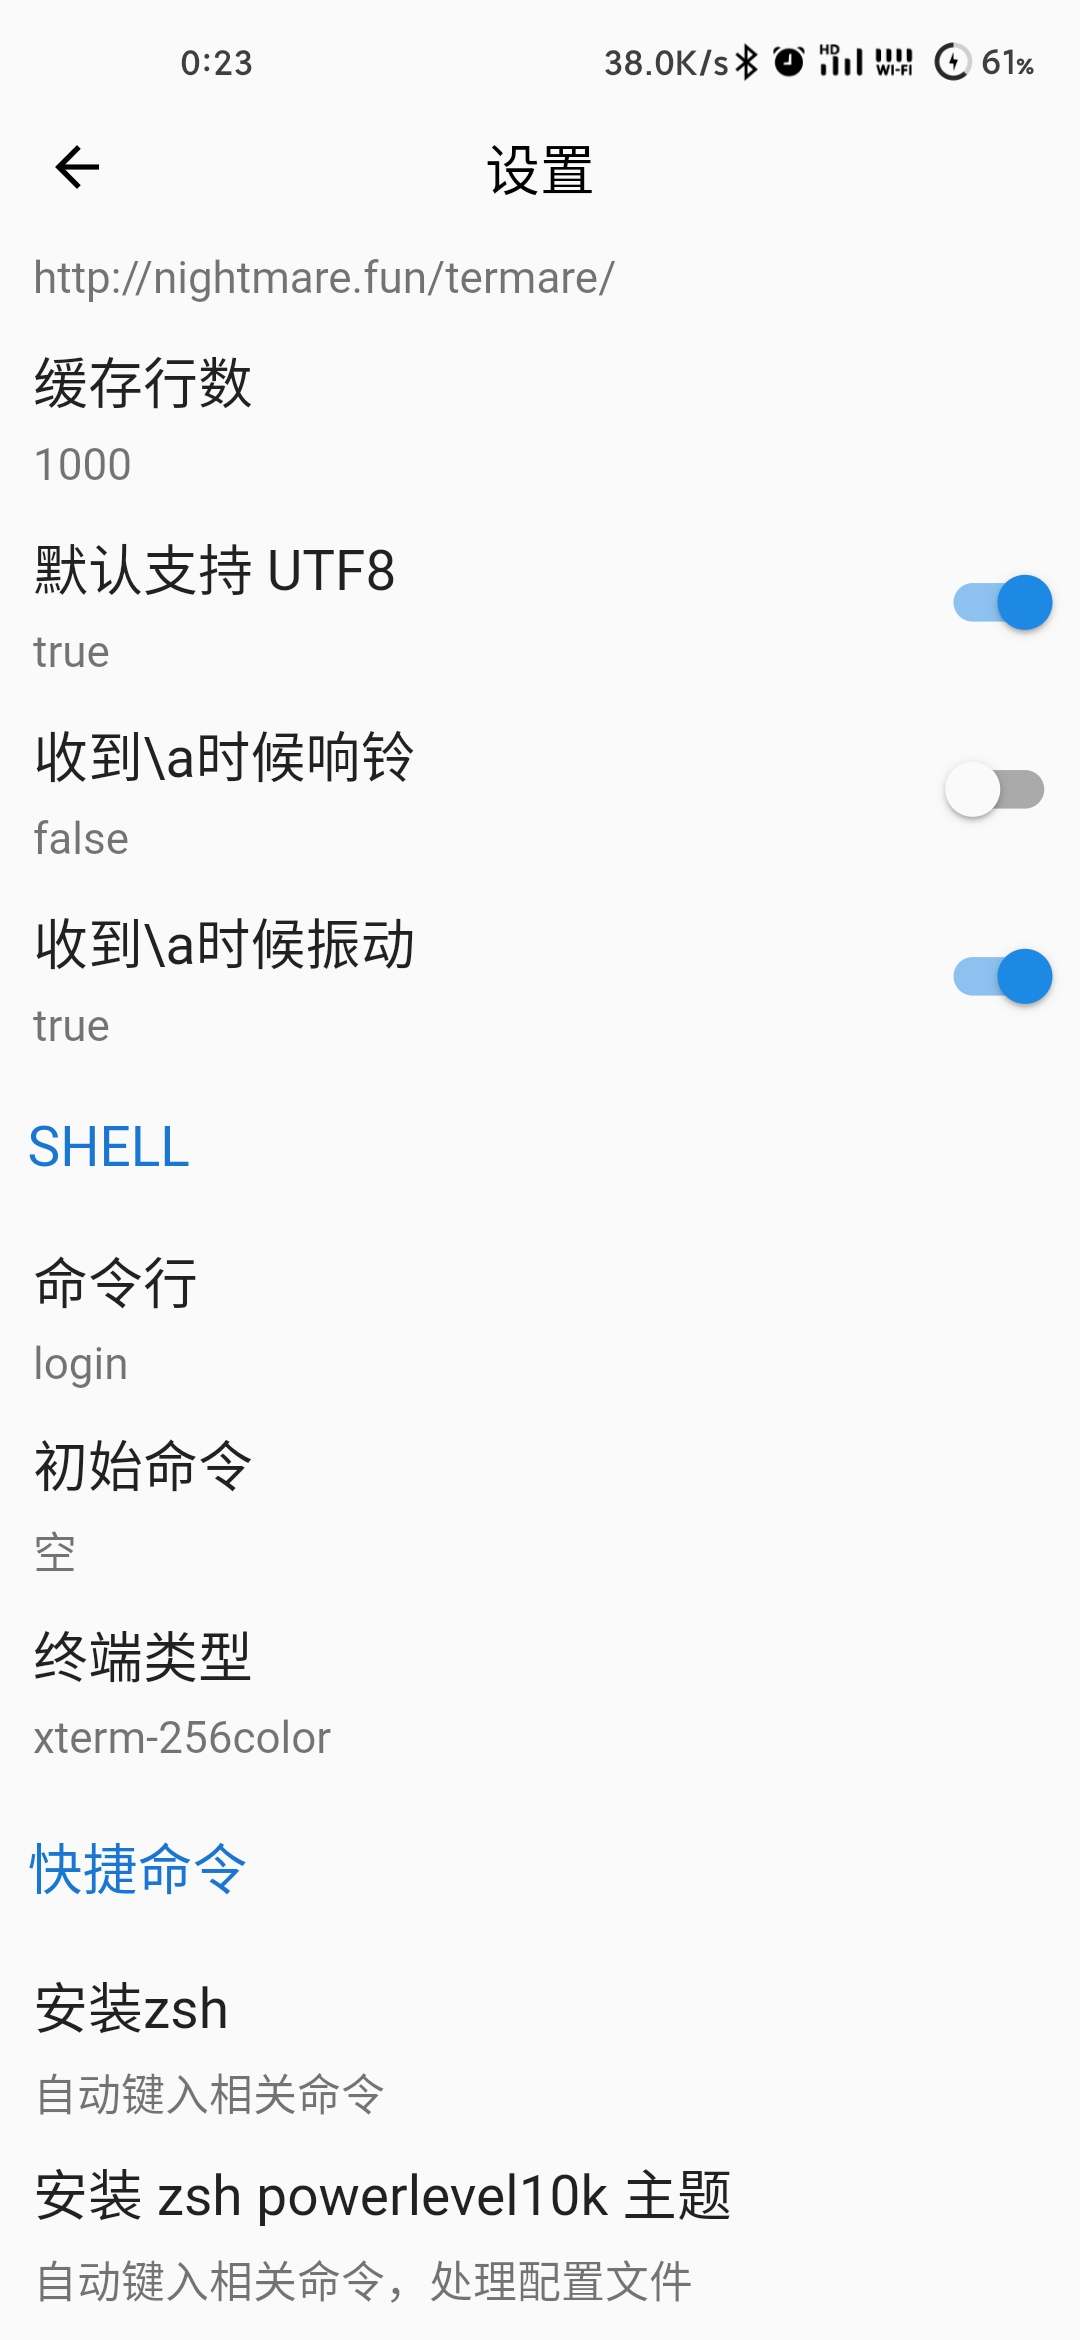 0:23 38.0K/s HD WI-FI 61%
设置
http://nightmare.fun/termare/
缓存行数
1000
默认支持 UTF8
true
收到\a时候响铃
false
收到\a时候振动
true
SHELL
命令行
login
初始命令
空
终端类型
xterm-256color
快捷命令
安装zsh
自动键入相关命令
安装 zsh powerlevel10k 主题
自动键入相关命令，处理配置文件